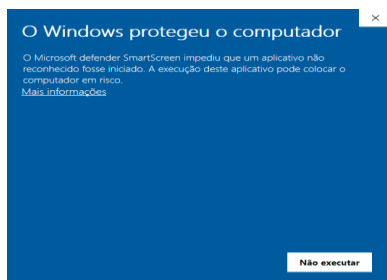 O Windows protegeu o computador
O Microsoft defender SmartScreen impediu que um aplicativo não
reconhecido fosse iniciado. A execução deste aplicativo pode colocar o
computador em risco.
Mais informações
Não executar